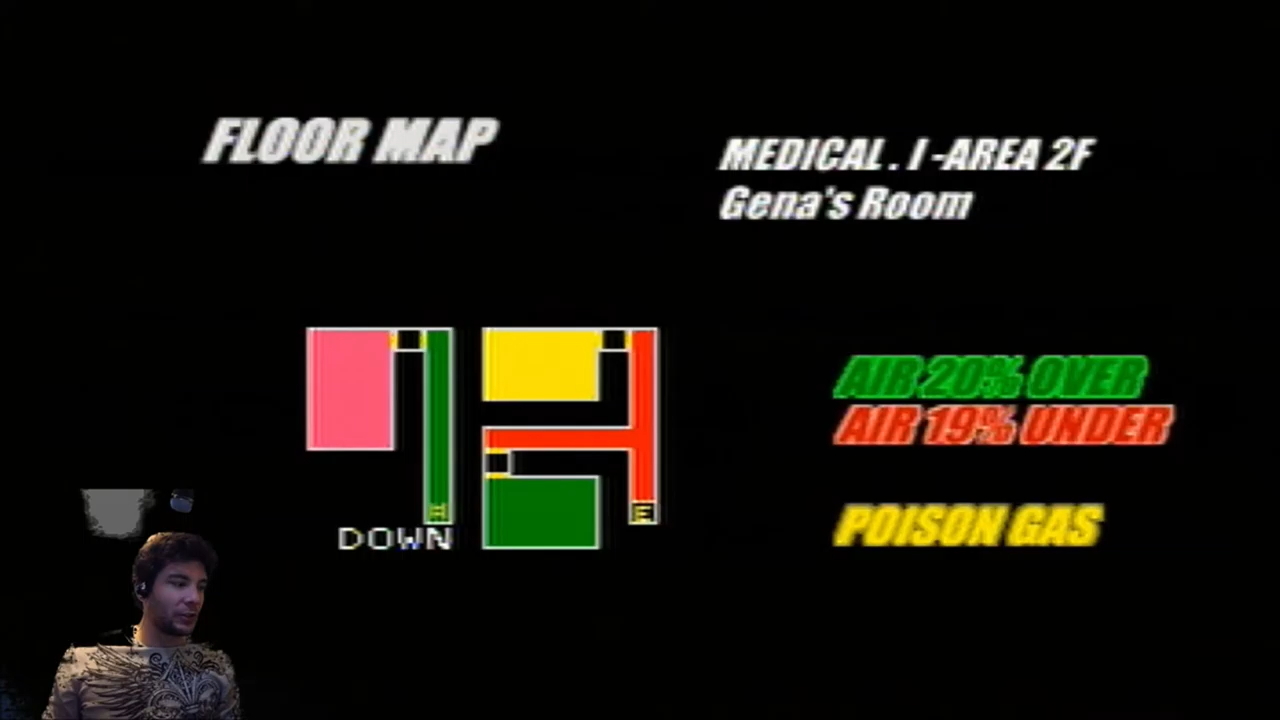 FLOOR MAP
MEDICAL . I -AREA 2F
Gena's Room
AIR 20% OVER
AIR 19% UNDER
POISON GAS
E
DOWN